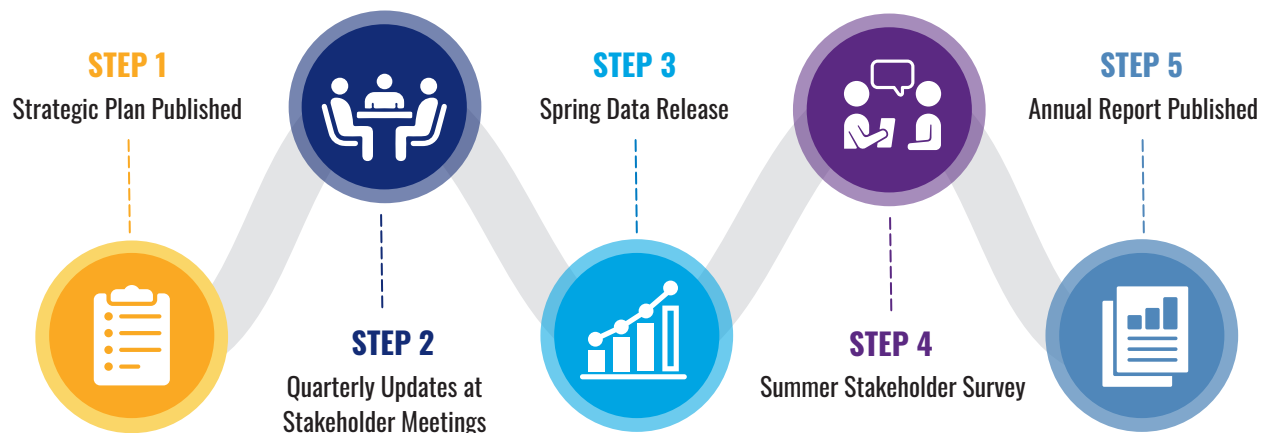 STEP 1
Strategic Plan Published
STEP 2
Quarterly Updates at
Stakeholder Meetings
STEP 3
Spring Data Release
STEP 4
Summer Stakeholder Survey
STEP 5
Annual Report Published